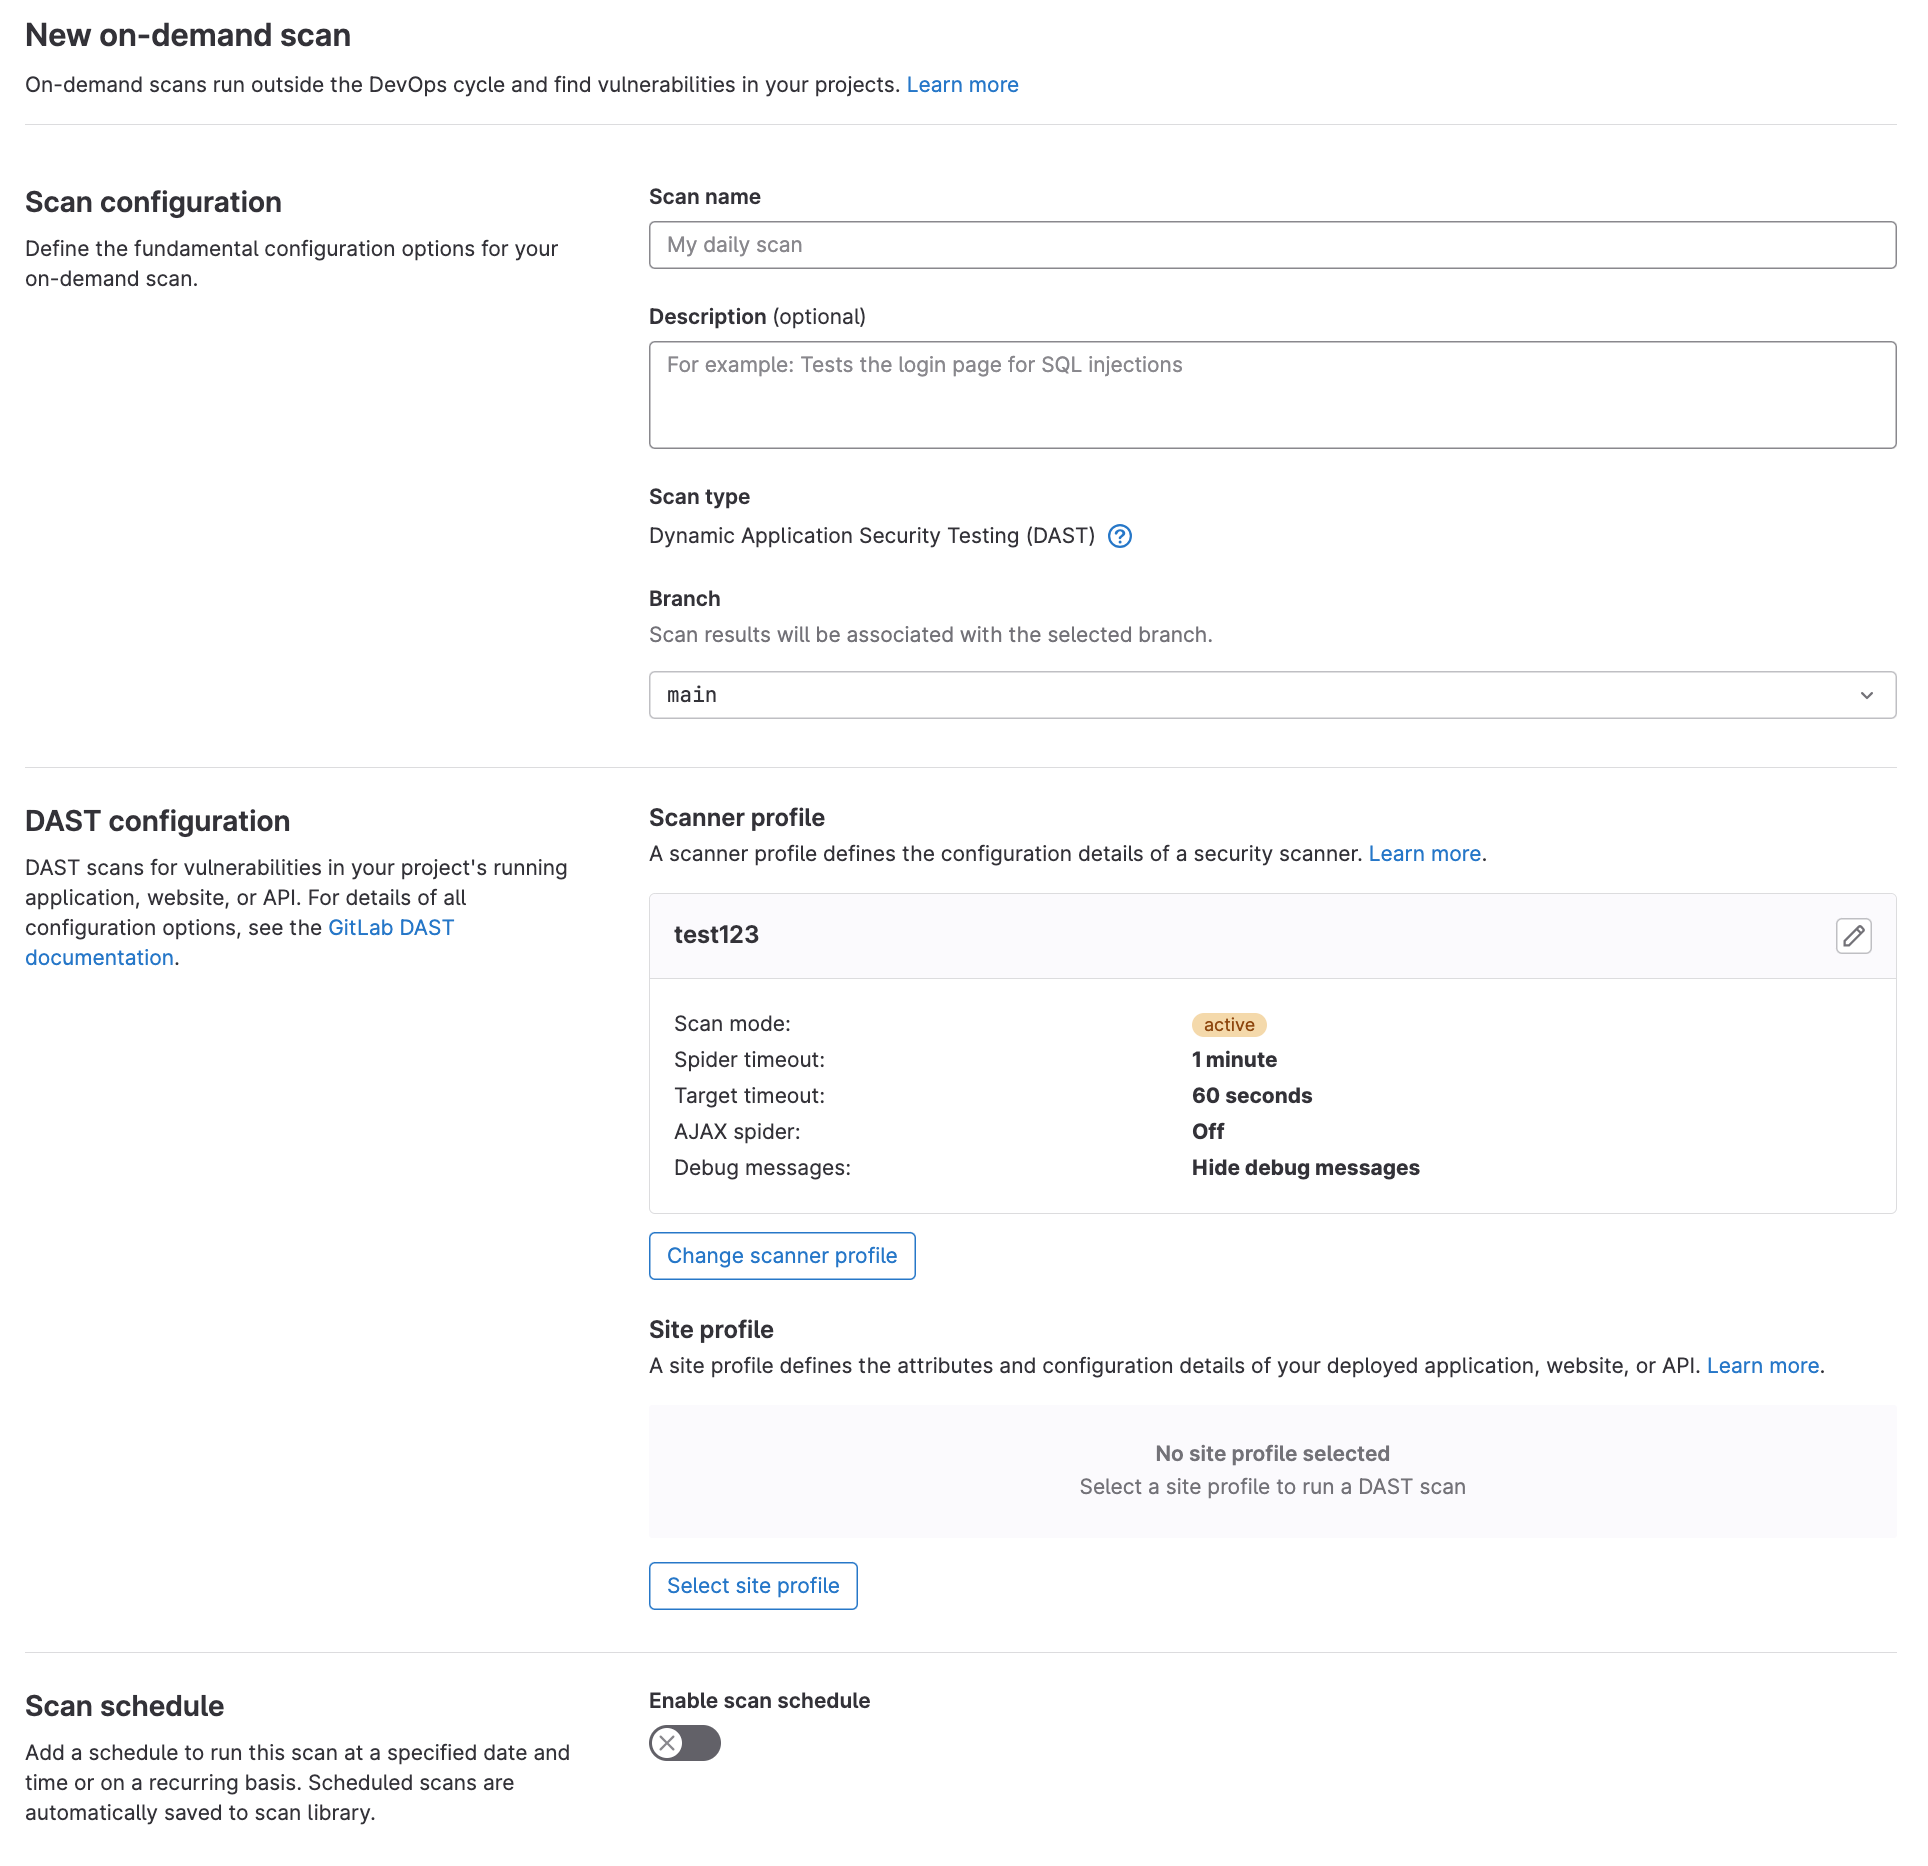 New on-demand scan
On-demand scans run outside the DevOps cycle and find vulnerabilities in your projects. Learn more
Scan configuration
Define the fundamental configuration options for your
on-demand scan.
Scan name
My daily scan
Description (optional)
For example: Tests the login page for SQL injections
Scan type
Dynamic Application Security Testing (DAST)
Branch
Scan results will be associated with the selected branch.
main
DAST configuration
DAST scans for vulnerabilities in your project's running
application, website, or API. For details of all
configuration options, see the GitLab DAST
documentation.
Scanner profile
A scanner profile defines the configuration details of a security scanner. Learn more.
test123
Scan mode: active
Spider timeout: 1 minute
Target timeout: 60 seconds
AJAX spider: Off
Debug messages: Hide debug messages
Change scanner profile
Site profile
A site profile defines the attributes and configuration details of your deployed application, website, or API. Learn more.
No site profile selected
Select a site profile to run a DAST scan
Select site profile
Scan schedule
Add a schedule to run this scan at a specified date and
time or on a recurring basis. Scheduled scans are
automatically saved to scan library.
Enable scan schedule